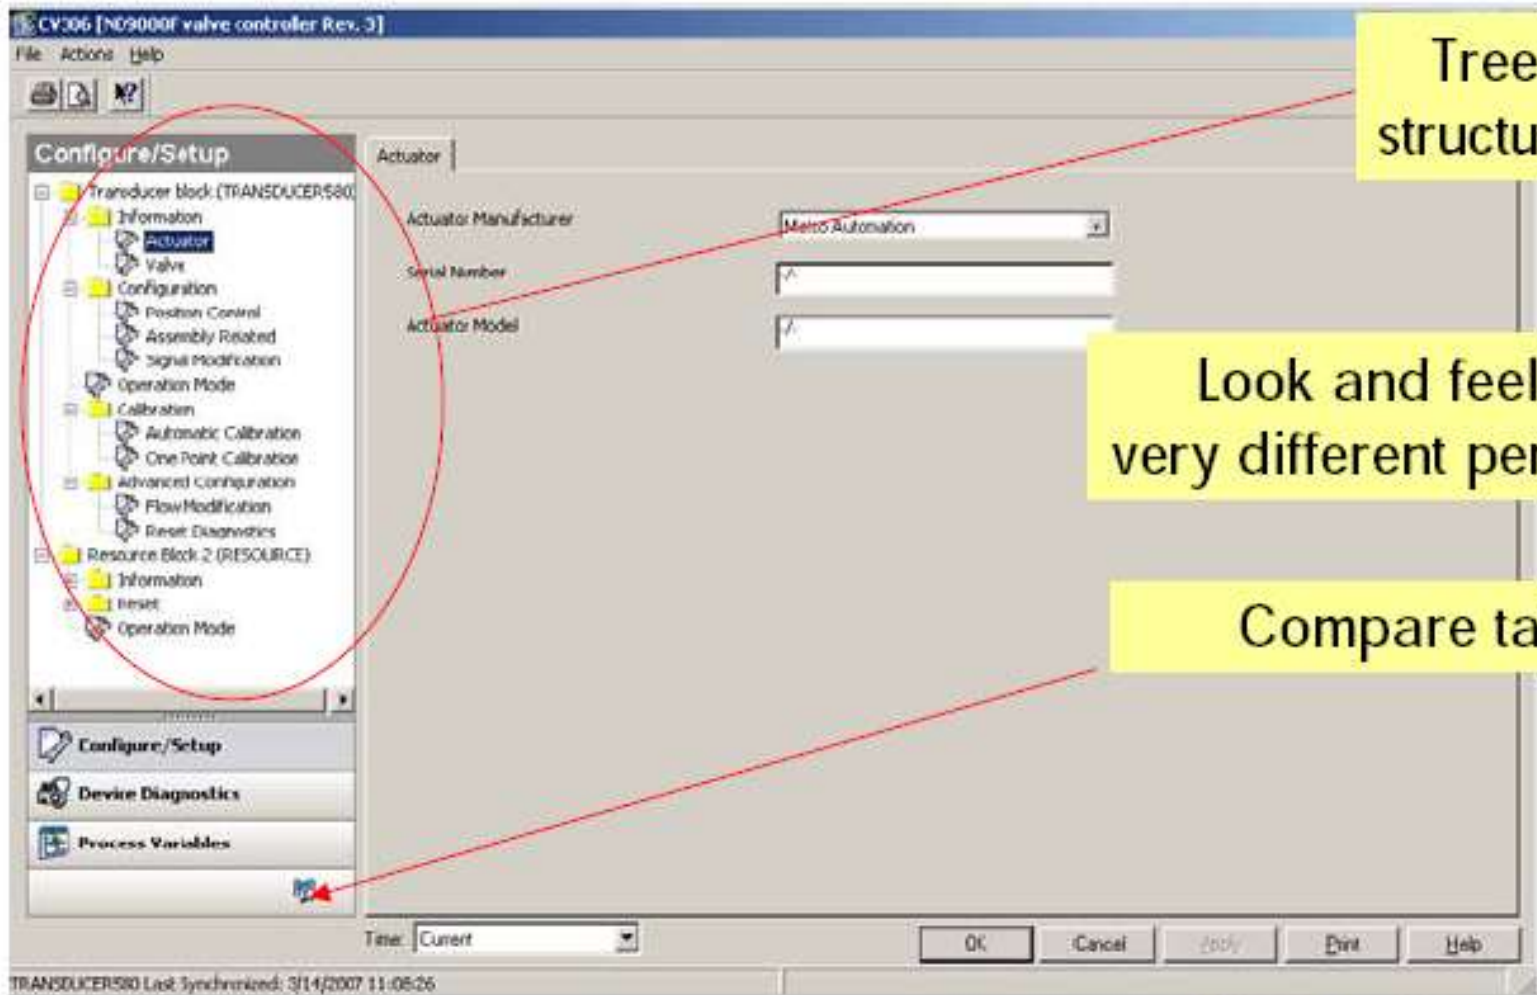 CV306 [ND9000F valve controller Rev. 3]
File Actions Help
Configure/Setup
Transducer block (TRANSDUCER580)
Information
Actuator
Valve
Configuration
Position Control
Assembly Related
Signal Modification
Operation Mode
Calibration
Automatic Calibration
One Point Calibration
Advanced Configuration
Flow Modification
Reset Diagnostics
Resource Block 2 (RESOURCE)
Information
Reset
Operation Mode
Configure/Setup
Device Diagnostics
Process Variables
Actuator
Actuator Manufacturer
Metso Automation
Serial Number
-/-
Actuator Model
-/-
Tree
structu
Look and feel
very different per
Compare ta
Time: Current
OK Cancel Apply Print Help
TRANSDUCER580 Last Synchronized: 3/14/2007 11:08:26